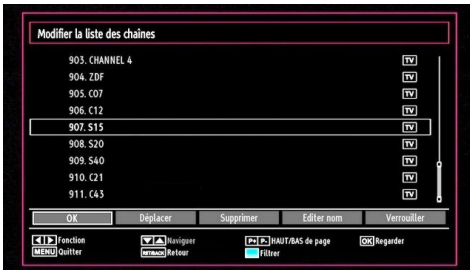 Modifier la liste des chaînes
903. CHANNEL 4 TV
904. ZDF TV
905. C07 TV
906. C12 TV
907. S15 TV
908. S20 TV
909. S40 TV
910. C21 TV
911. C43 TV
OK Déplacer Supprimer Editer nom Verrouiller
Fonction Naviguer P+ P- HAUT/BAS de page OK Regarder
MENU Quitter RET/BACK Retour Filtrer